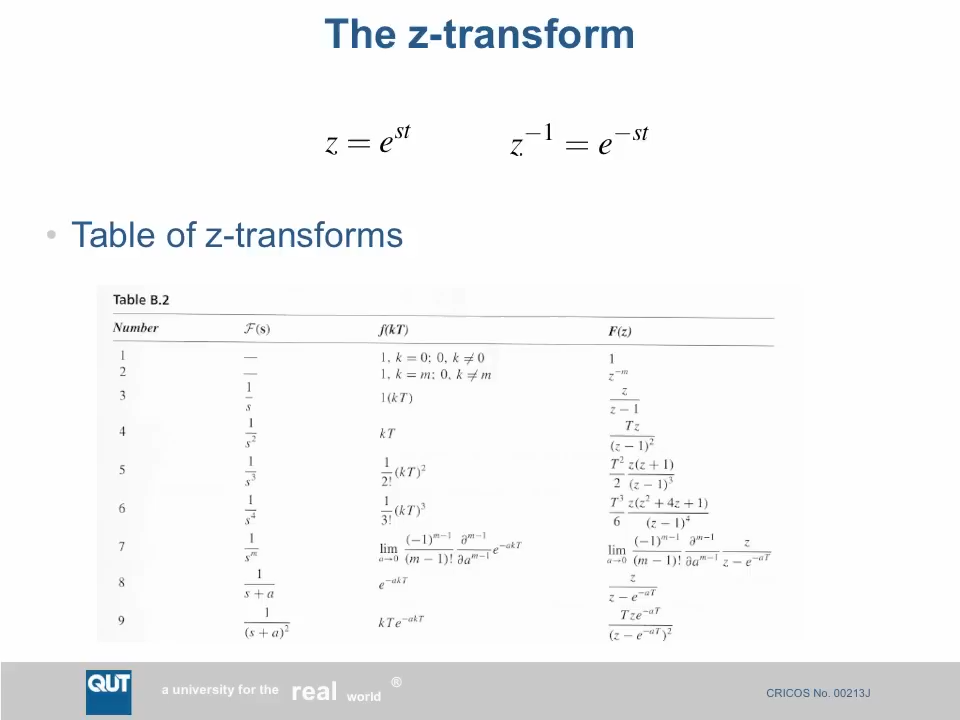 The z-transform
z = e^{st} z^{-1} = e^{-st}
• Table of z-transforms
Table B.2
Number ℱ(s) f(kT) F(z)
1 — 1, k = 0; 0, k ≠ 0 1
2 — 1, k = m; 0, k ≠ m z^{-m}
3 1/s 1(kT) z/(z − 1)
4 1/s^2 kT Tz/(z − 1)^2
5 1/s^3 1/2! (kT)^2 T^2/2 z(z + 1)/(z − 1)^3
6 1/s^4 1/3! (kT)^3 T^3/6 z(z^2 + 4z + 1)/(z − 1)^4
7 1/s^m lim_{a→0} (−1)^{m−1}/(m − 1)! ∂^{m−1}/∂a^{m−1} e^{−akT} lim_{a→0} (−1)^{m−1}/(m − 1)! ∂^{m−1}/∂a^{m−1} z/(z − e^{−aT})
8 1/(s + a) e^{−akT} z/(z − e^{−aT})
9 1/(s + a)^2 kTe^{−akT} Tze^{−aT}/(z − e^{−aT})^2
QUT a university for the real world ® CRICOS No. 00213J